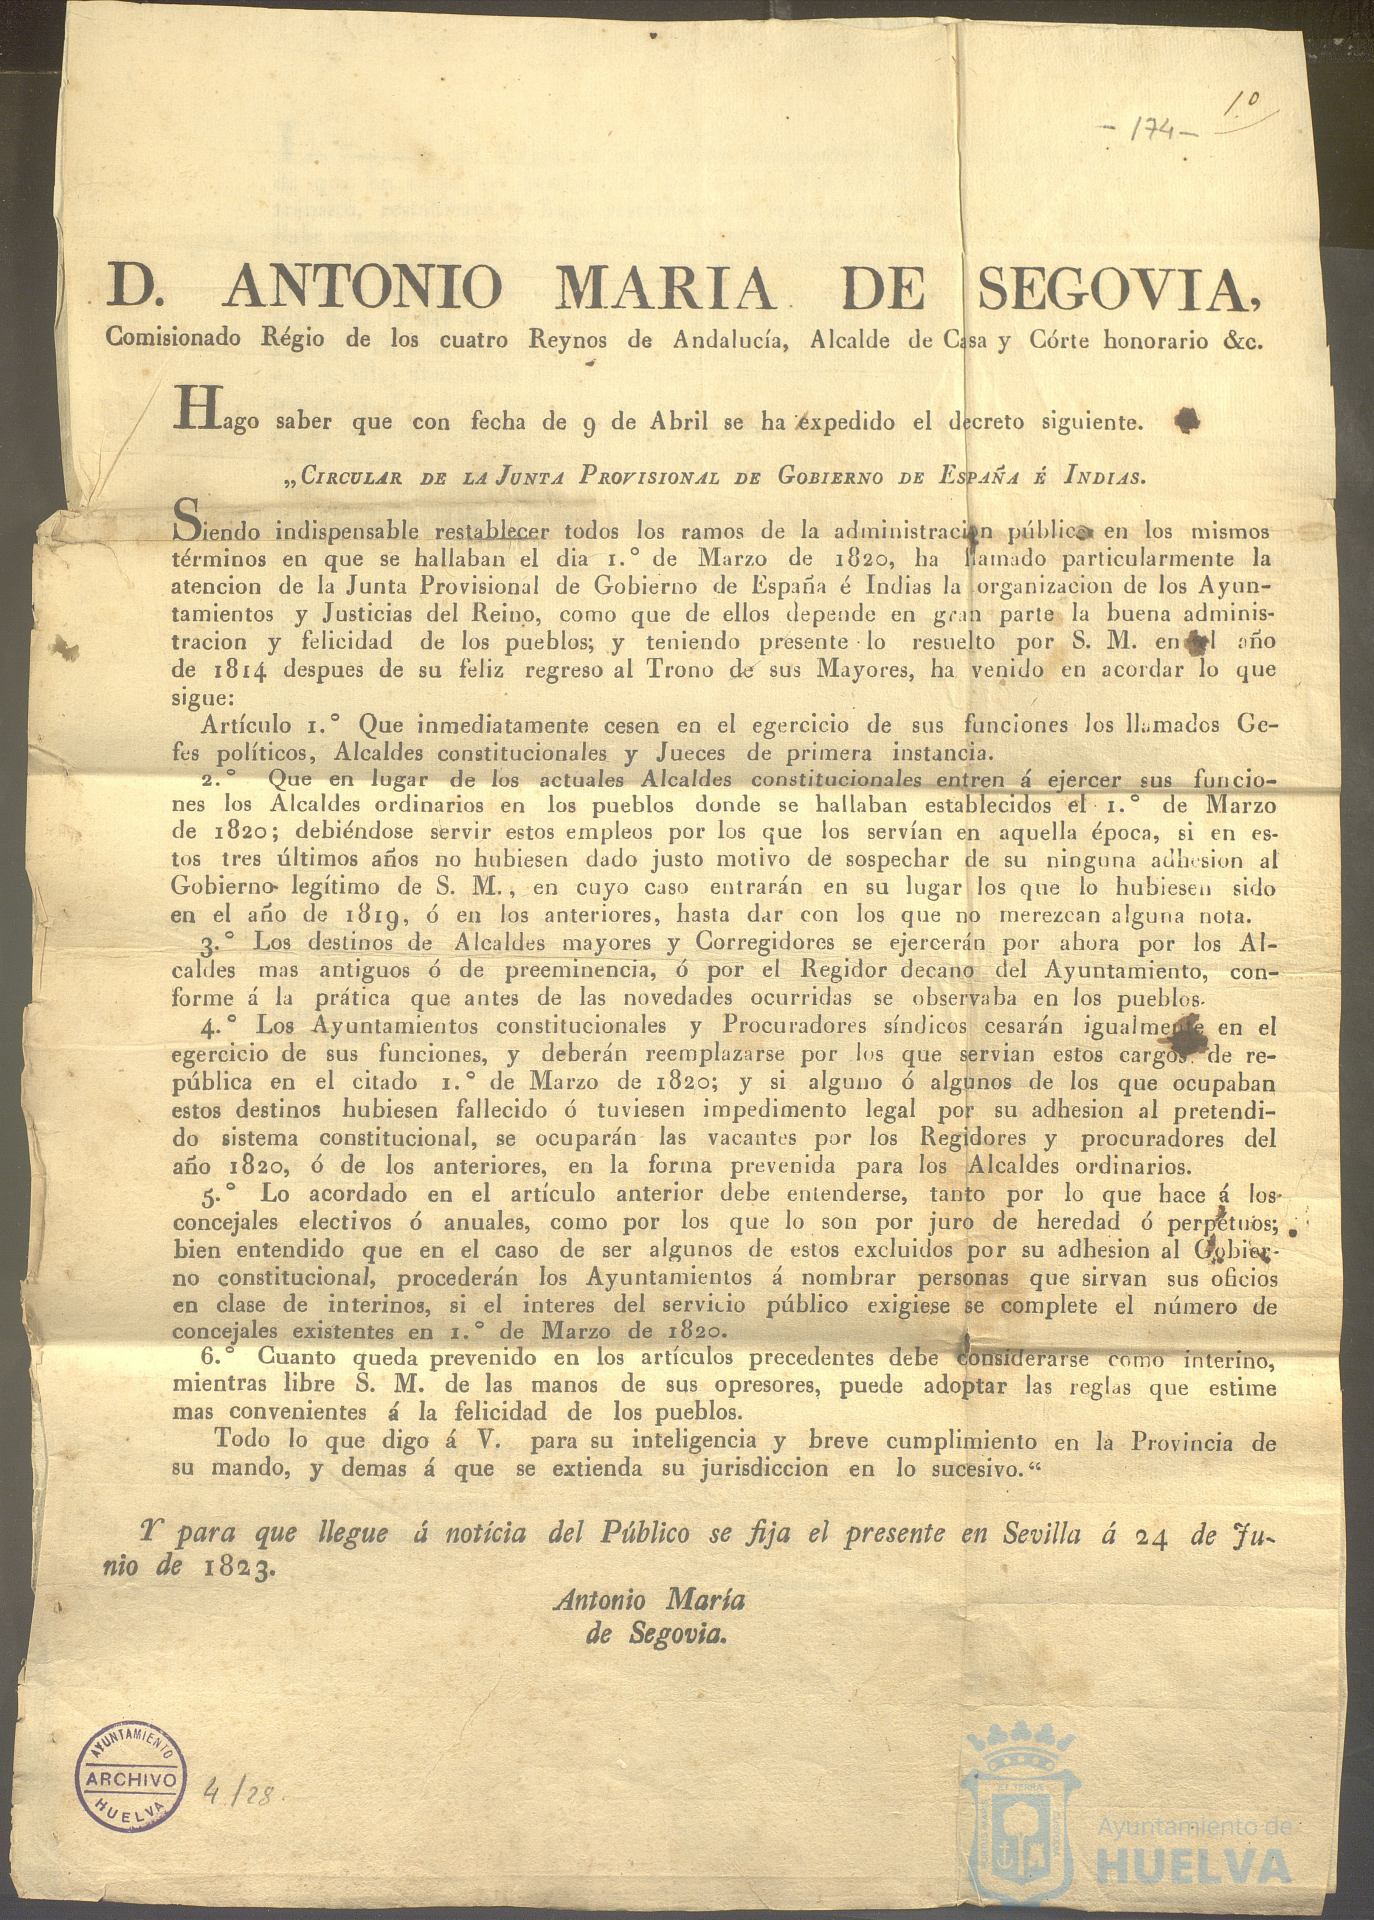 1.º
- 174 -
D. ANTONIO MARIA DE SEGOVIA,
Comisionado Régio de los cuatro Reynos de Andalucía, Alcalde de Casa y Córte honorario &c.
Hago saber que con fecha de 9 de Abril se ha expedido el decreto siguiente.
„CIRCULAR DE LA JUNTA PROVISIONAL DE GOBIERNO DE ESPAÑA É INDIAS.
Siendo indispensable restablecer todos los ramos de la administracion pública en los mismos
términos en que se hallaban el dia 1.º de Marzo de 1820, ha llamado particularmente la
atencion de la Junta Provisional de Gobierno de España é Indias la organizacion de los Ayun-
tamientos y Justicias del Reino, como que de ellos depende en gran parte la buena adminis-
tracion y felicidad de los pueblos; y teniendo presente lo resuelto por S. M. en el año
de 1814 despues de su feliz regreso al Trono de sus Mayores, ha venido en acordar lo que
sigue:
Artículo 1.º Que inmediatamente cesen en el egercicio de sus funciones los llamados Ge-
fes políticos, Alcaldes constitucionales y Jueces de primera instancia.
2.º Que en lugar de los actuales Alcaldes constitucionales entren á ejercer sus funcio-
nes los Alcaldes ordinarios en los pueblos donde se hallaban establecidos el 1.º de Marzo
de 1820; debiéndose servir estos empleos por los que los servían en aquella época, si en es-
tos tres últimos años no hubiesen dado justo motivo de sospechar de su ninguna adhesion al
Gobierno legítimo de S. M., en cuyo caso entrarán en su lugar los que lo hubiesen sido
en el año de 1819, ó en los anteriores, hasta dar con los que no merezcan alguna nota.
3.º Los destinos de Alcaldes mayores y Corregidores se ejercerán por ahora por los Al-
caldes mas antiguos ó de preeminencia, ó por el Regidor decano del Ayuntamiento, con-
forme á la prática que antes de las novedades ocurridas se observaba en los pueblos.
4.º Los Ayuntamientos constitucionales y Procuradores síndicos cesarán igualmente en el
egercicio de sus funciones, y deberán reemplazarse por los que servian estos cargos de re-
pública en el citado 1.º de Marzo de 1820; y si alguno ó algunos de los que ocupaban
estos destinos hubiesen fallecido ó tuviesen impedimento legal por su adhesion al pretendi-
do sistema constitucional, se ocuparán las vacantes por los Regidores y procuradores del
año 1820, ó de los anteriores, en la forma prevenida para los Alcaldes ordinarios.
5.º Lo acordado en el artículo anterior debe entenderse, tanto por lo que hace á los
concejales electivos ó anuales, como por los que lo son por juro de heredad ó perpétuos;
bien entendido que en el caso de ser algunos de estos excluidos por su adhesion al Gobier-
no constitucional, procederán los Ayuntamientos á nombrar personas que sirvan sus oficios
en clase de interinos, si el interes del servicio público exigiese se complete el número de
concejales existentes en 1.º de Marzo de 1820.
6.º Cuanto queda prevenido en los artículos precedentes debe considerarse como interino,
mientras libre S. M. de las manos de sus opresores, puede adoptar las reglas que estime
mas convenientes á la felicidad de los pueblos.
Todo lo que digo á V. para su inteligencia y breve cumplimiento en la Provincia de
su mando, y demas á que se extienda su jurisdiccion en lo sucesivo.“
Y para que llegue á notícia del Público se fija el presente en Sevilla á 24 de Ju-
nio de 1823.
Antonio María
de Segovia.
AYUNTAMIENTO
ARCHIVO
HUELVA
4/28.
Ayuntamiento de
HUELVA